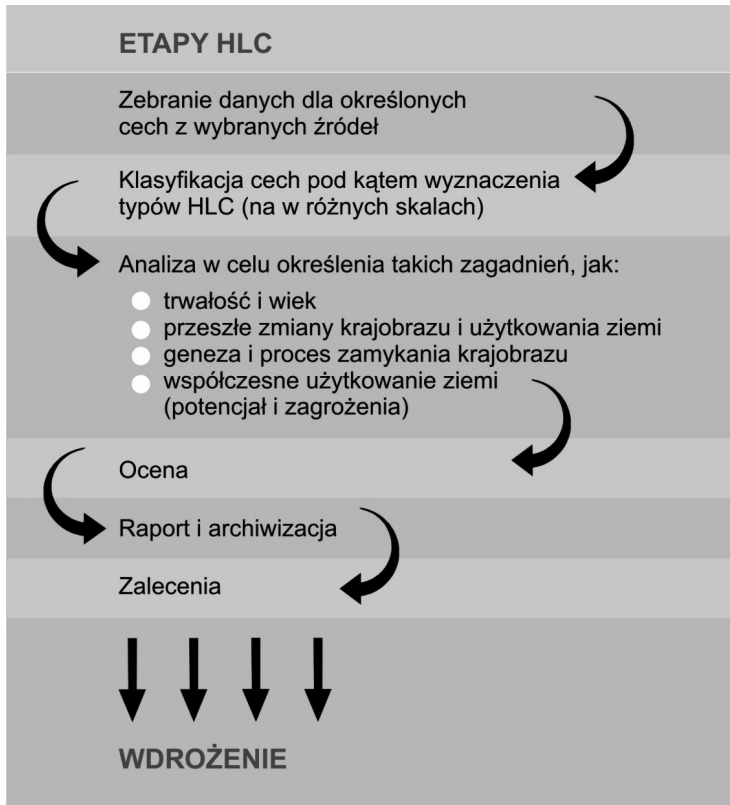 ETAPY HLC
Zebranie danych dla określonych
cech z wybranych źródeł
Klasyfikacja cech pod kątem wyznaczenia
typów HLC (na w różnych skalach)
Analiza w celu określenia takich zagadnień, jak:
trwałość i wiek
przeszłe zmiany krajobrazu i użytkowania ziemi
geneza i proces zamykania krajobrazu
współczesne użytkowanie ziemi
(potencjał i zagrożenia)
Ocena
Raport i archiwizacja
Zalecenia
WDROŻENIE